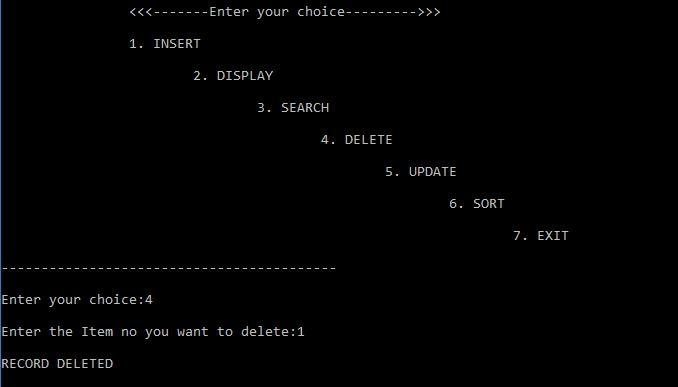 <<<-------Enter your choice--------->>>
1. INSERT
2. DISPLAY
3. SEARCH
4. DELETE
5. UPDATE
6. SORT
7. EXIT
------------------------------------------
Enter your choice:4
Enter the Item no you want to delete:1
RECORD DELETED